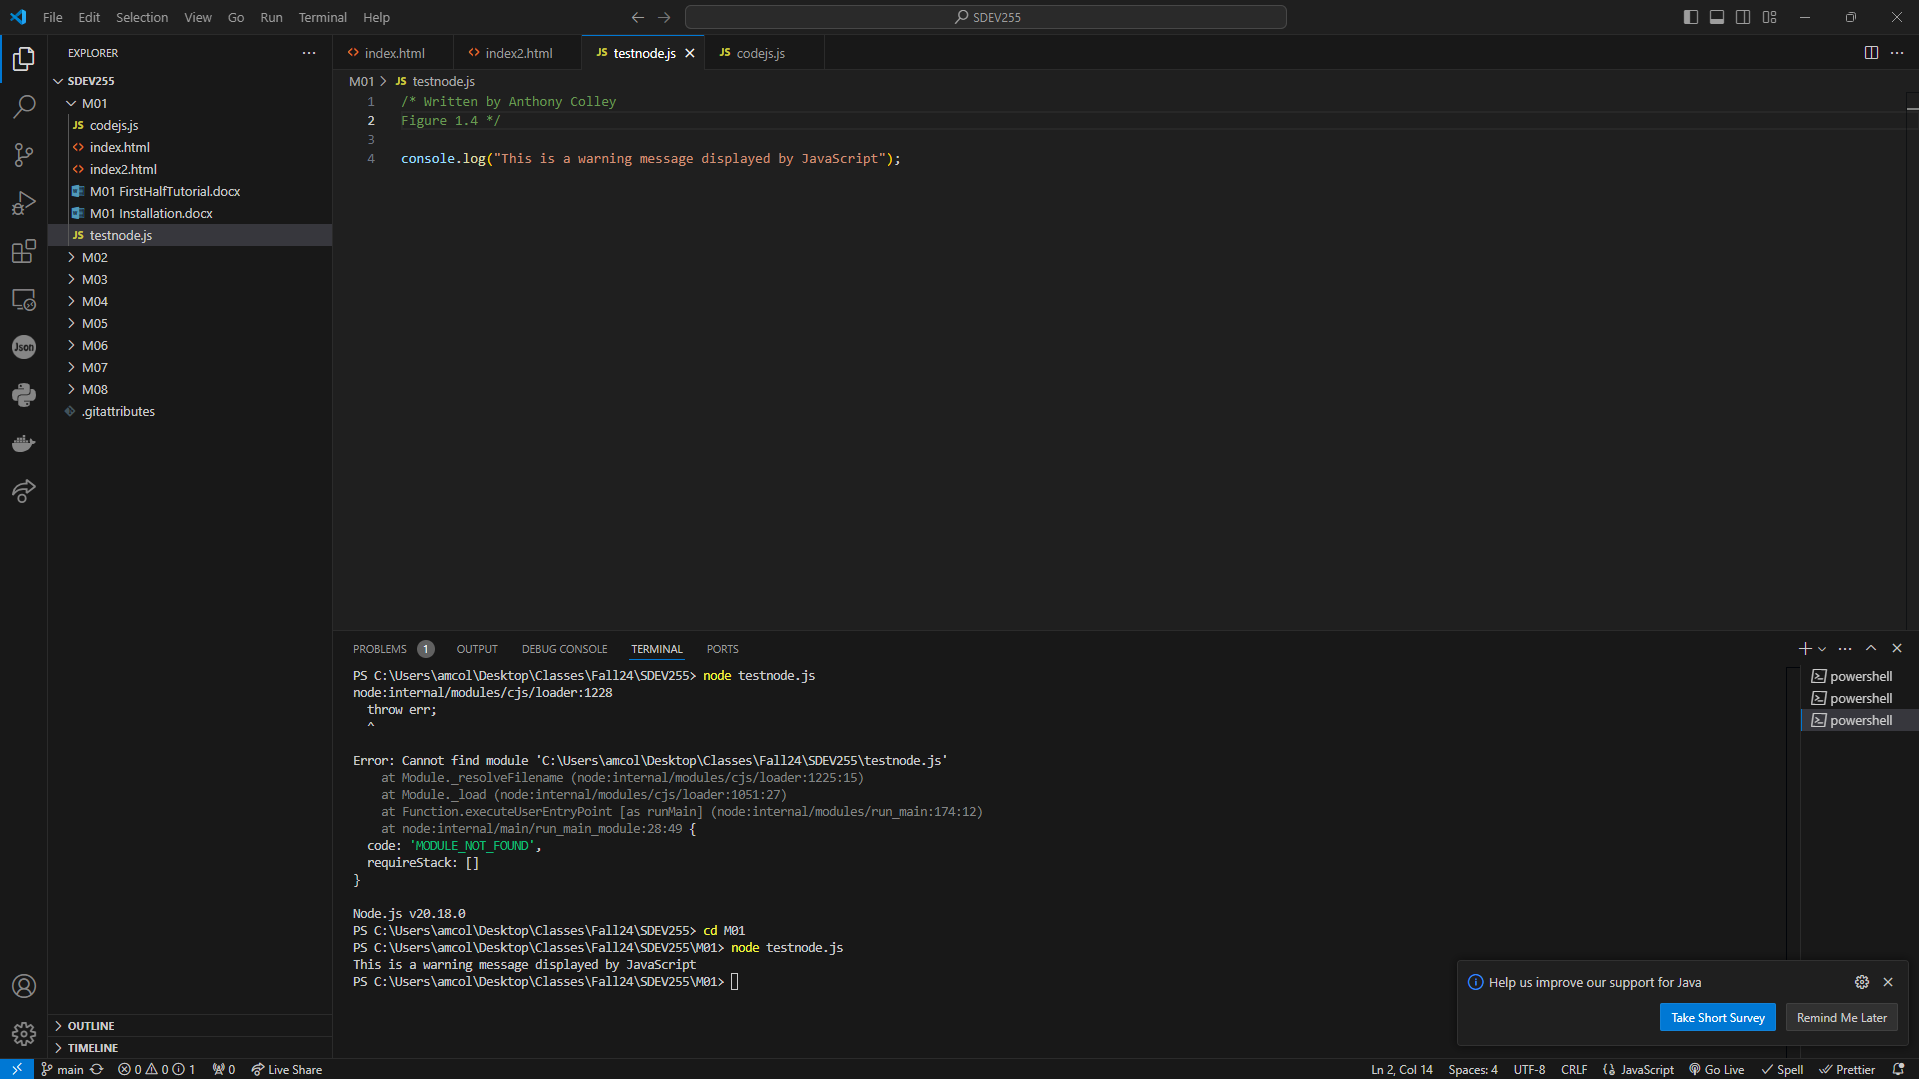 File Edit Selection View Go Run Terminal Help
SDEV255
EXPLORER
SDEV255
M01
JS codejs.js
index.html
index2.html
M01 FirstHalfTutorial.docx
M01 Installation.docx
JS testnode.js
M02
M03
M04
M05
M06
M07
M08
.gitattributes
Json
OUTLINE
TIMELINE
index.html
index2.html
JS testnode.js
JS codejs.js
M01 > JS testnode.js
1 /* Written by Anthony Colley
2 Figure 1.4 */
3
4 console.log("This is a warning message displayed by JavaScript");
PROBLEMS 1 OUTPUT DEBUG CONSOLE TERMINAL PORTS
PS C:\Users\amcol\Desktop\Classes\Fall24\SDEV255> node testnode.js
node:internal/modules/cjs/loader:1228
throw err;
^
Error: Cannot find module 'C:\Users\amcol\Desktop\Classes\Fall24\SDEV255\testnode.js'
at Module._resolveFilename (node:internal/modules/cjs/loader:1225:15)
at Module._load (node:internal/modules/cjs/loader:1051:27)
at Function.executeUserEntryPoint [as runMain] (node:internal/modules/run_main:174:12)
at node:internal/main/run_main_module:28:49 {
code: 'MODULE_NOT_FOUND',
requireStack: []
}
Node.js v20.18.0
PS C:\Users\amcol\Desktop\Classes\Fall24\SDEV255> cd M01
PS C:\Users\amcol\Desktop\Classes\Fall24\SDEV255\M01> node testnode.js
This is a warning message displayed by JavaScript
PS C:\Users\amcol\Desktop\Classes\Fall24\SDEV255\M01>
powershell
powershell
powershell
Help us improve our support for Java
Take Short Survey
Remind Me Later
main 0 0 1 0 Live Share
Ln 2, Col 14 Spaces: 4 UTF-8 CRLF {} JavaScript Go Live Spell Prettier